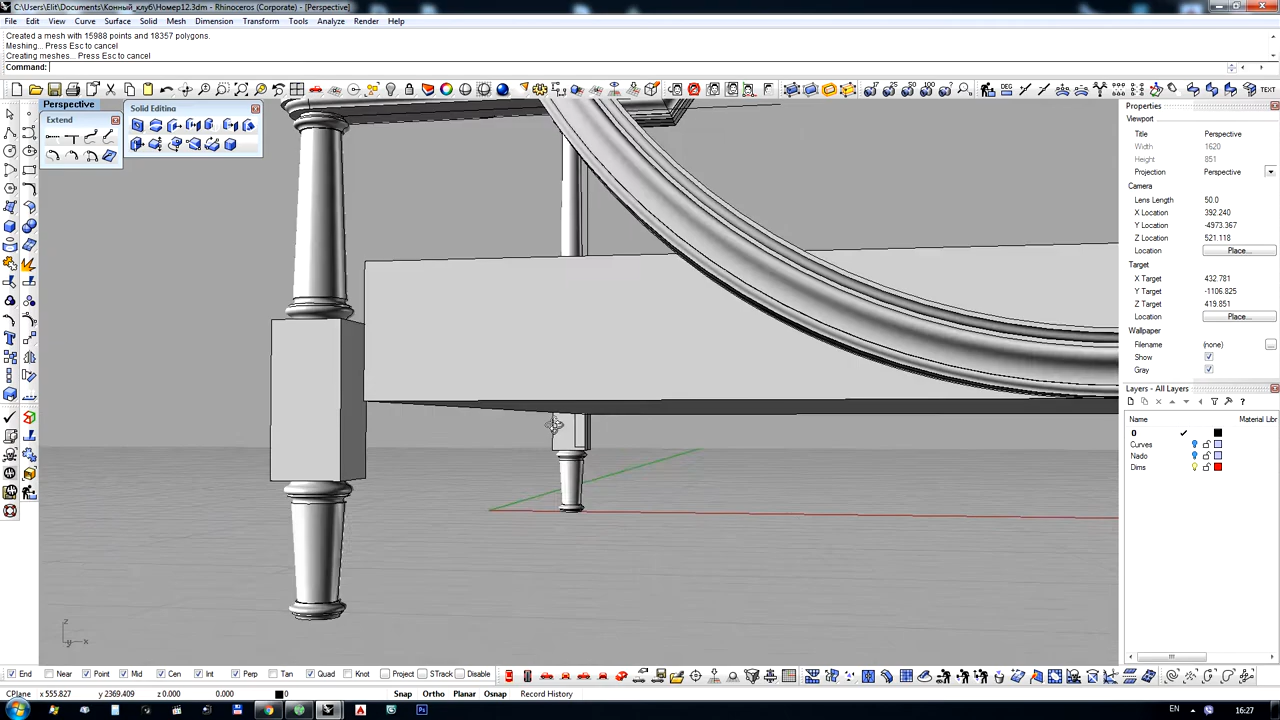 C:\Users\Elit\Documents\Конный_клуб\Номер12.3dm - Rhinoceros (Corporate) - [Perspective]
File Edit View Curve Surface Solid Mesh Dimension Transform Tools Analyze Render Help
Created a mesh with 15988 points and 18357 polygons.
Meshing... Press Esc to cancel
Creating meshes... Press Esc to cancel
Command:
TEXT
Perspective
Extend
Solid Editing
Properties
Viewport
Title Perspective
Width 1620
Height 851
Projection Perspective
Camera
Lens Length 50.0
X Location 392.240
Y Location -4973.367
Z Location 521.118
Location Place...
Target
X Target 432.781
Y Target -1106.825
Z Target 419.851
Location Place...
Wallpaper
Filename (none)
Show
Gray
Layers - All Layers
Name Material Libr
0
Curves
Nado
Dims
z
y x
End Near Point Mid Cen Int Perp Tan Quad Knot Project STrack Disable
CPlane x 555.827 y 2369.409 z 0.000 0.000 0 Snap Ortho Planar Osnap Record History
EN 16:27